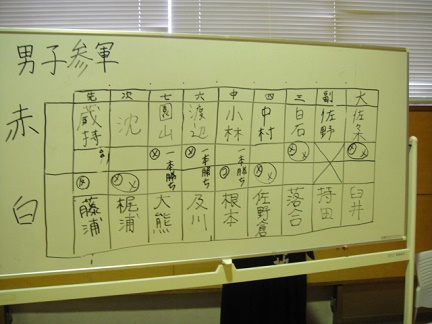 男子参軍
先 次 七 六 中 四 三 副 大
赤 蔵持 沈 園山 渡辺 小林 中村 白石 佐野 佐久
一本勝ち 一本勝ち 一本勝ち
白 藤浦 梶浦 大熊 及川 根本 佐野倉 落合 持田 臼井